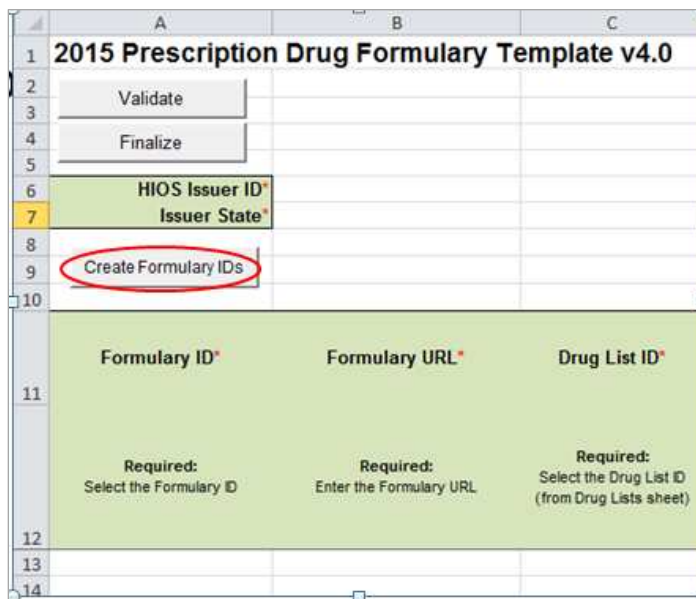 A B C
1 2015 Prescription Drug Formulary Template v4.0
2
Validate
3
4 Finalize
5
6 HIOS Issuer ID*
7 Issuer State*
8
9 Create Formulary IDs
10
Formulary ID* Formulary URL* Drug List ID*
11
Required: Required: Required:
Select the Formulary ID Enter the Formulary URL Select the Drug List ID
(from Drug Lists sheet)
12
13
14